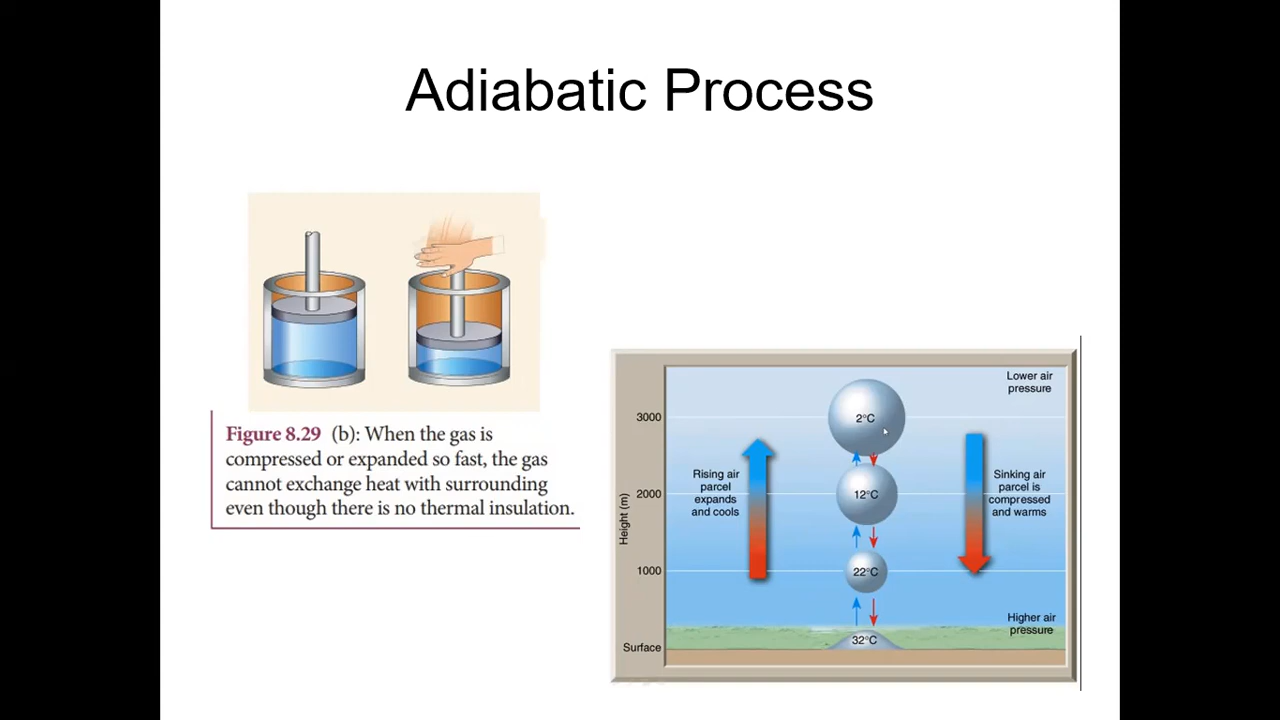 Adiabatic Process
Figure 8.29 (b): When the gas is
compressed or expanded so fast, the gas
cannot exchange heat with surrounding
even though there is no thermal insulation.
Lower air
pressure
3000
2°C
Rising air
parcel
expands
and cools
Sinking air
parcel is
compressed
and warms
2000
12°C
Height (m)
1000
22°C
Higher air
pressure
Surface
32°C